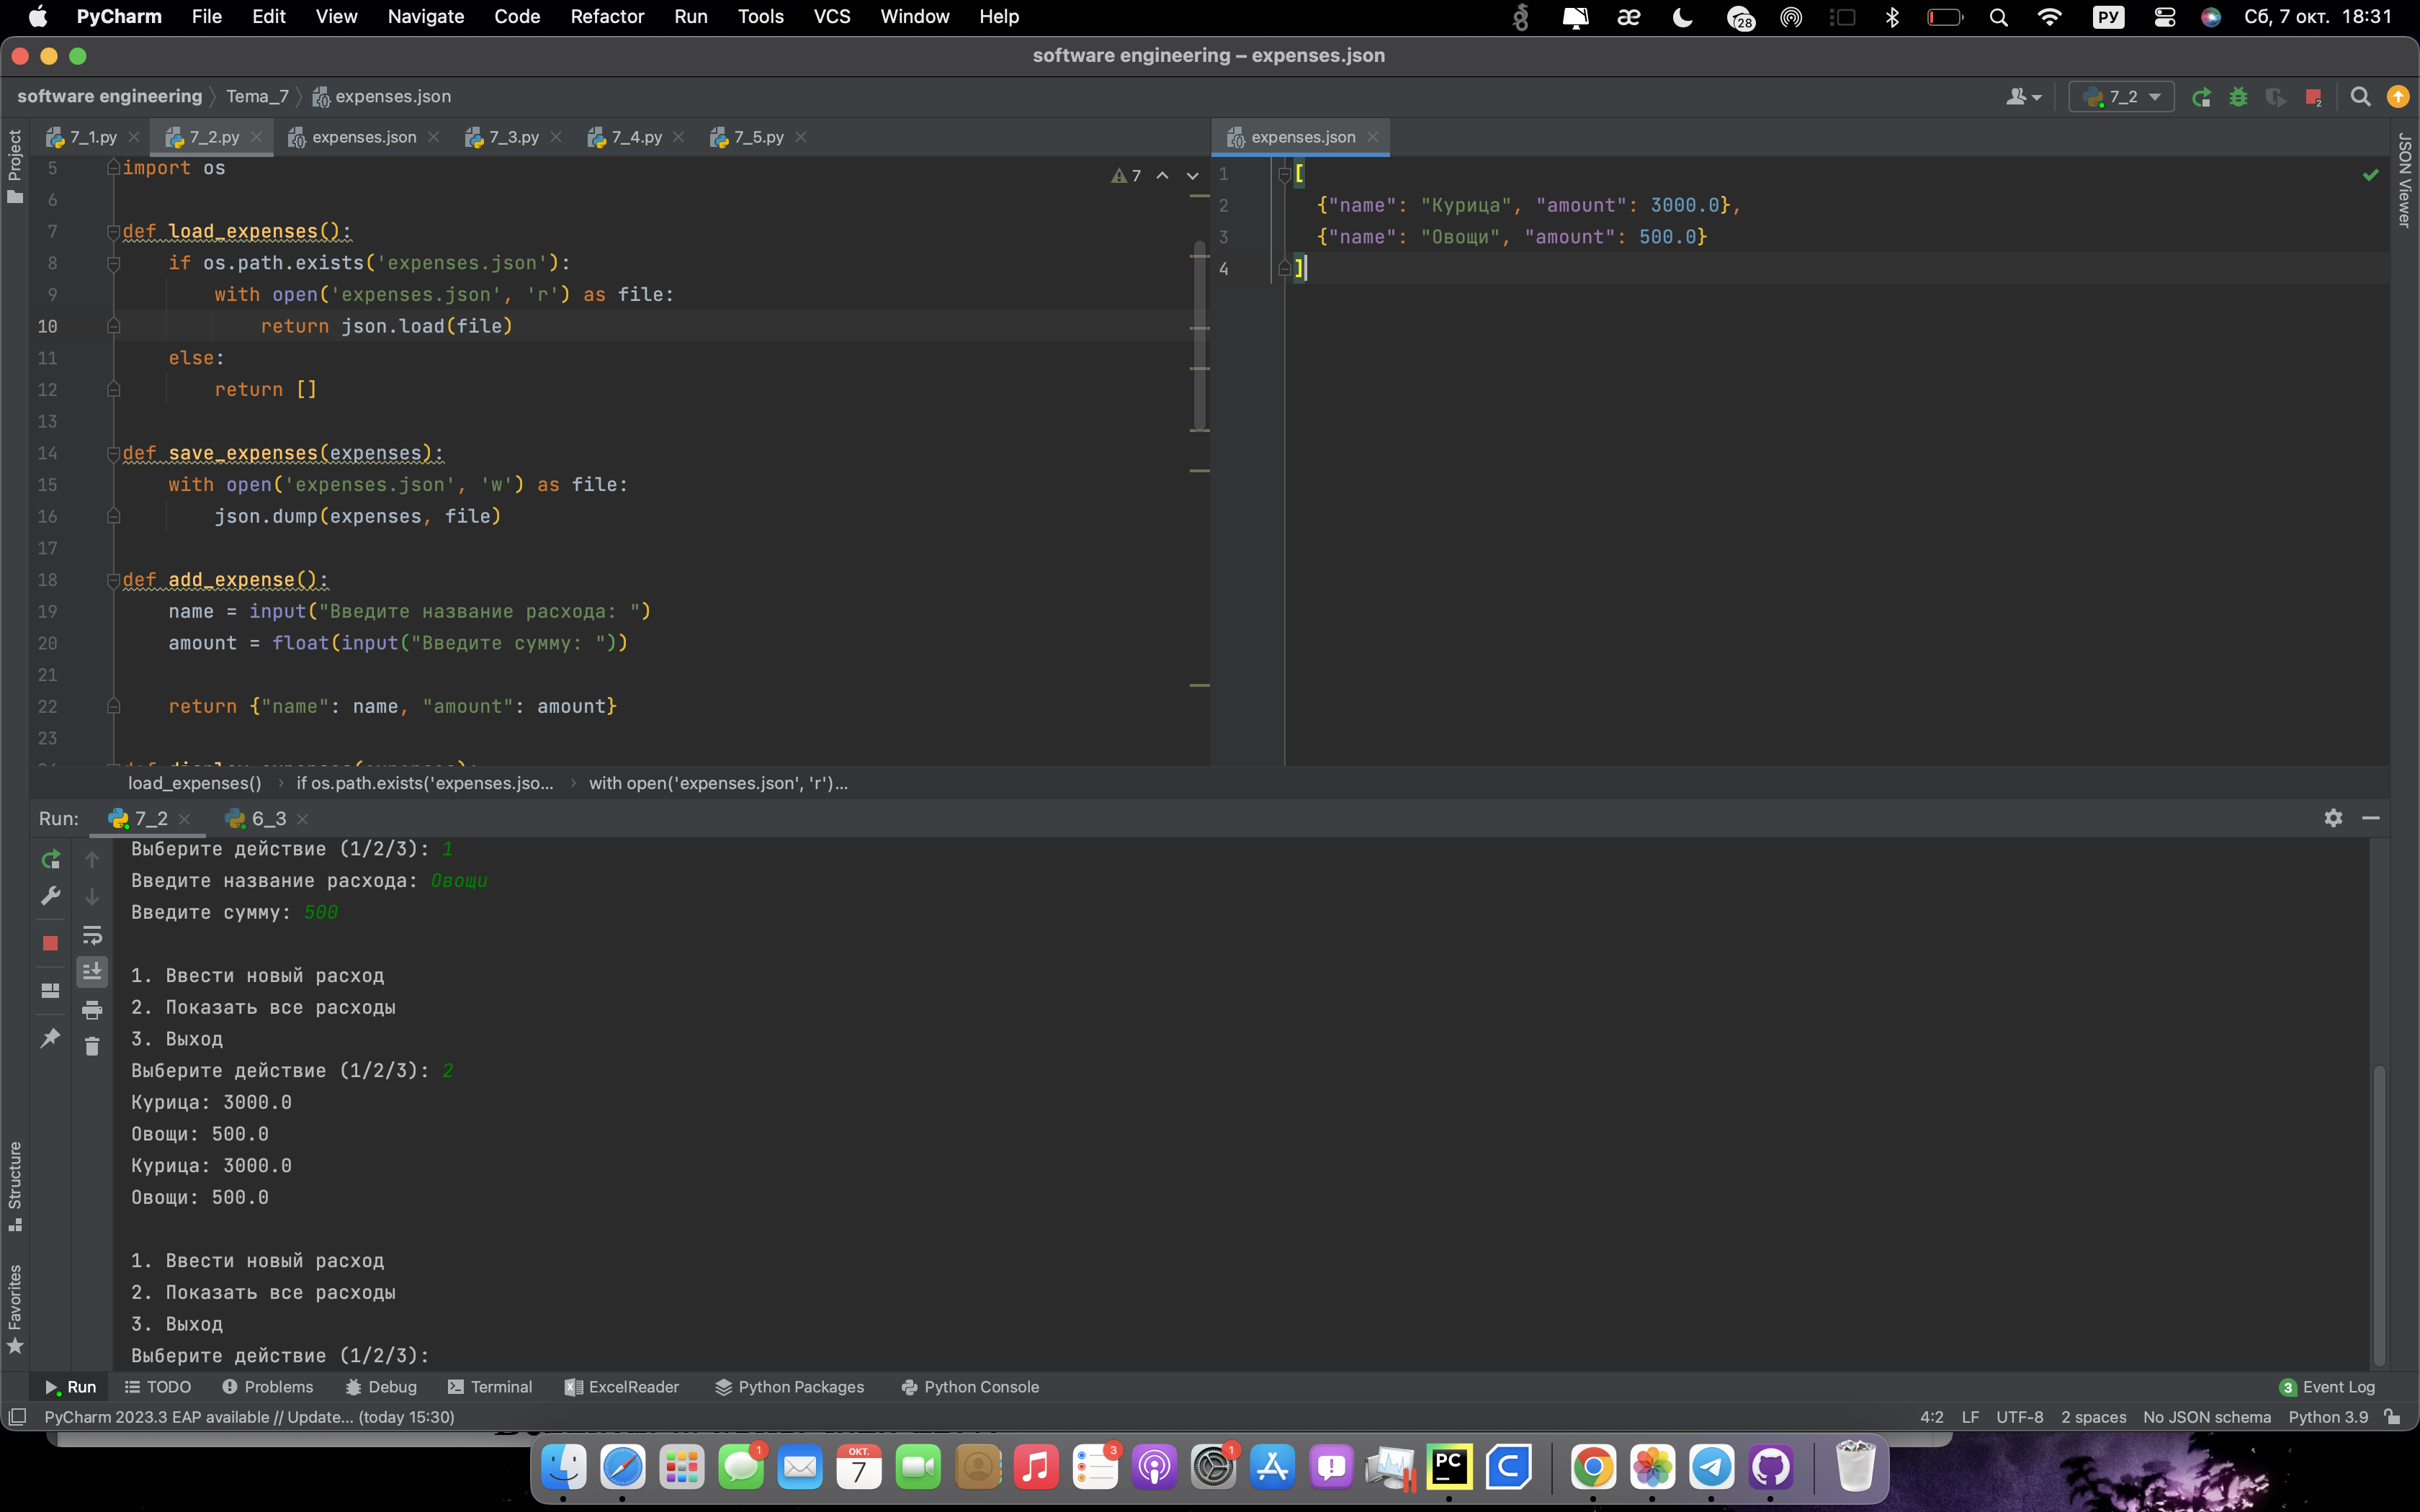 PyCharm File Edit View Navigate Code Refactor Run Tools VCS Window Help 28 РУ Сб, 7 окт. 18:31
software engineering – expenses.json
software engineering Tema_7 expenses.json 7_2
Project
7_1.py 7_2.py expenses.json 7_3.py 7_4.py 7_5.py
7
5 import os
6
7 def load_expenses():
8 if os.path.exists('expenses.json'):
9 with open('expenses.json', 'r') as file:
10 return json.load(file)
11 else:
12 return []
13
14 def save_expenses(expenses):
15 with open('expenses.json', 'w') as file:
16 json.dump(expenses, file)
17
18 def add_expense():
19 name = input("Введите название расхода: ")
20 amount = float(input("Введите сумму: "))
21
22 return {"name": name, "amount": amount}
23
load_expenses() if os.path.exists('expenses.jso... with open('expenses.json', 'r')...
expenses.json
1 [
2 {"name": "Курица", "amount": 3000.0},
3 {"name": "Овощи", "amount": 500.0}
4 ]
JSON Viewer
Run: 7_2 6_3
Выберите действие (1/2/3): 1
Введите название расхода: Овощи
Введите сумму: 500
1. Ввести новый расход
2. Показать все расходы
3. Выход
Выберите действие (1/2/3): 2
Курица: 3000.0
Овощи: 500.0
Курица: 3000.0
Овощи: 500.0
1. Ввести новый расход
2. Показать все расходы
3. Выход
Выберите действие (1/2/3):
Structure
Favorites
Run TODO Problems Debug Terminal ExcelReader Python Packages Python Console 3 Event Log
PyCharm 2023.3 EAP available // Update... (today 15:30) 4:2 LF UTF-8 2 spaces No JSON schema Python 3.9
1 ОКТ. 7 3 1 PC